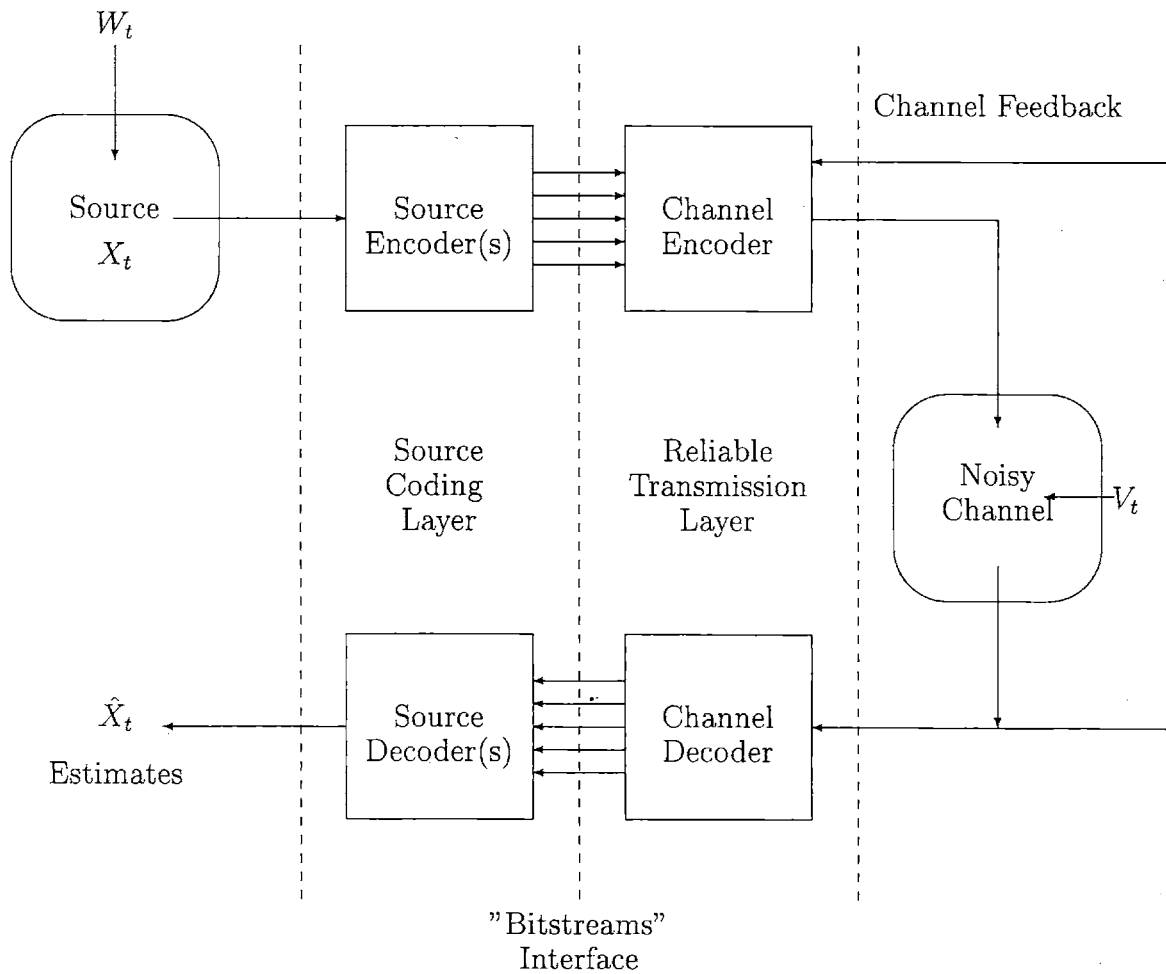 W_t
Channel Feedback
Source
X_t
Source
Encoder(s)
Channel
Encoder
Source
Coding
Layer
Reliable
Transmission
Layer
Noisy
Channel
V_t
X̂_t
Estimates
Source
Decoder(s)
Channel
Decoder
"Bitstreams"
Interface